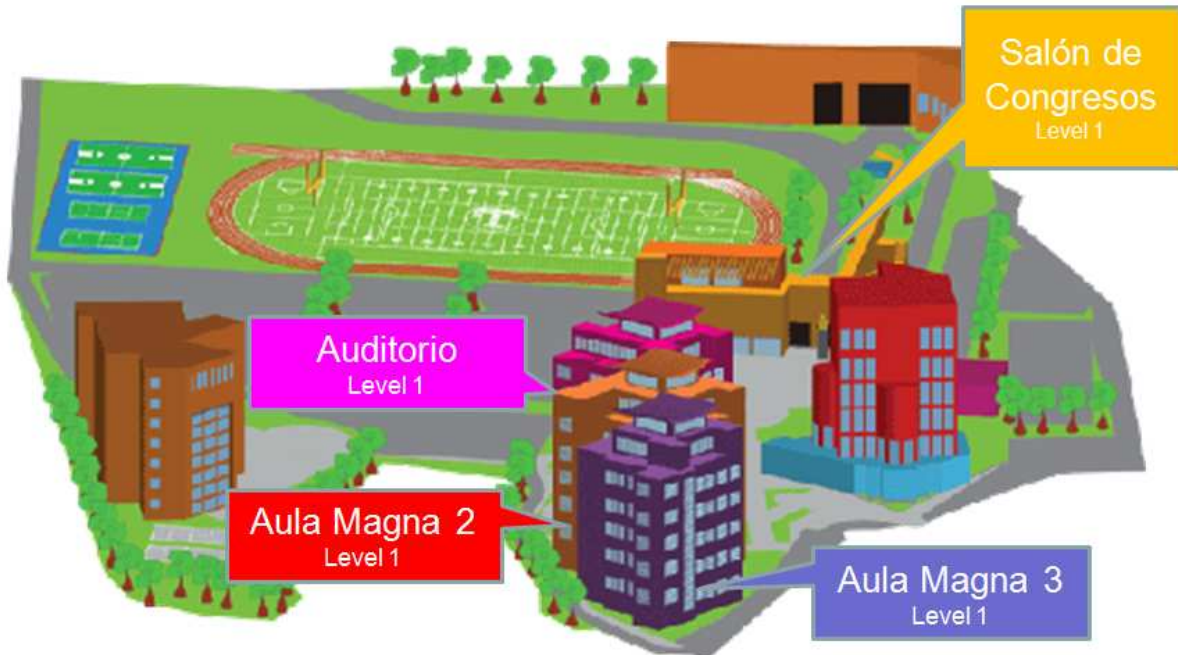 Salón de
Congresos
Level 1
Auditorio
Level 1
Aula Magna 2
Level 1
Aula Magna 3
Level 1